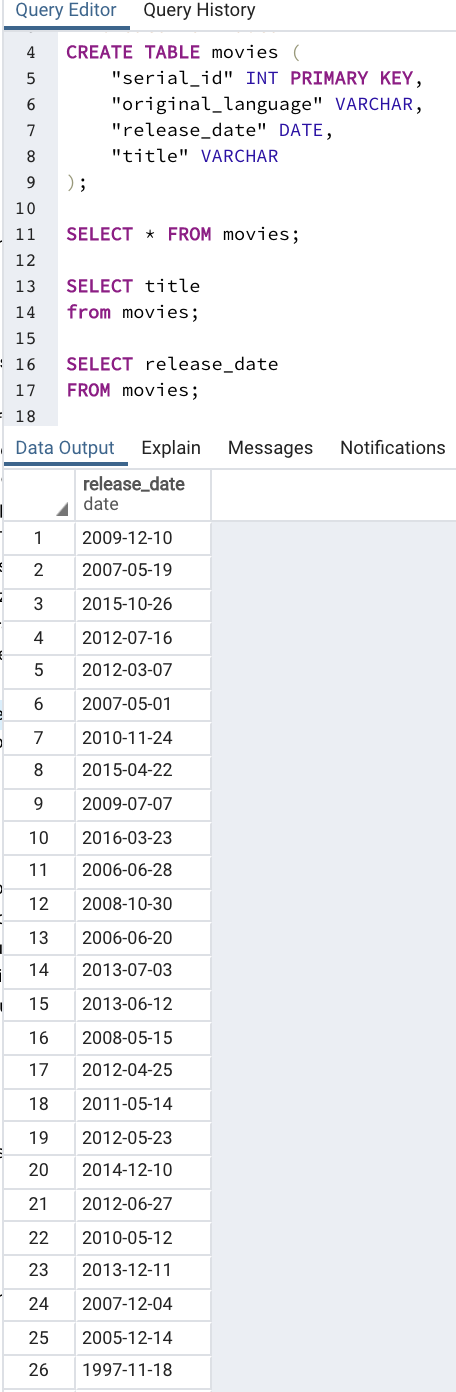 Query Editor Query History
4 CREATE TABLE movies (
5 "serial_id" INT PRIMARY KEY,
6 "original_language" VARCHAR,
7 "release_date" DATE,
8 "title" VARCHAR
9 );
10
11 SELECT * FROM movies;
12
13 SELECT title
14 from movies;
15
16 SELECT release_date
17 FROM movies;
18
Data Output Explain Messages Notifications
release_date
date
1 2009-12-10
2 2007-05-19
3 2015-10-26
4 2012-07-16
5 2012-03-07
6 2007-05-01
7 2010-11-24
8 2015-04-22
9 2009-07-07
10 2016-03-23
11 2006-06-28
12 2008-10-30
13 2006-06-20
14 2013-07-03
15 2013-06-12
16 2008-05-15
17 2012-04-25
18 2011-05-14
19 2012-05-23
20 2014-12-10
21 2012-06-27
22 2010-05-12
23 2013-12-11
24 2007-12-04
25 2005-12-14
26 1997-11-18